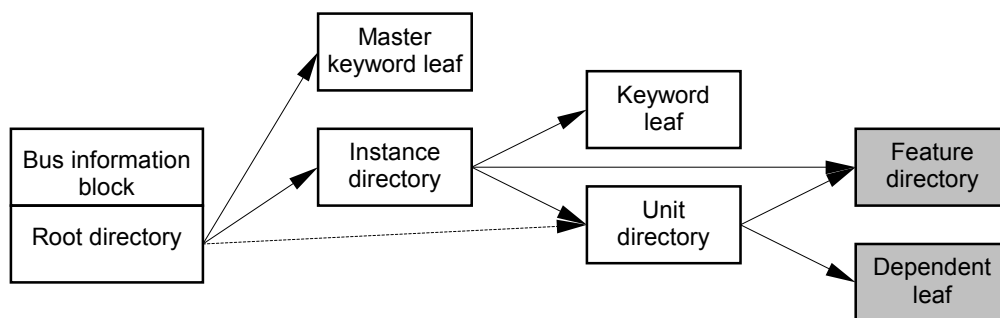 Master
keyword leaf
Keyword
leaf
Bus information
block
Instance
directory
Feature
directory
Root directory
Unit
directory
Dependent
leaf